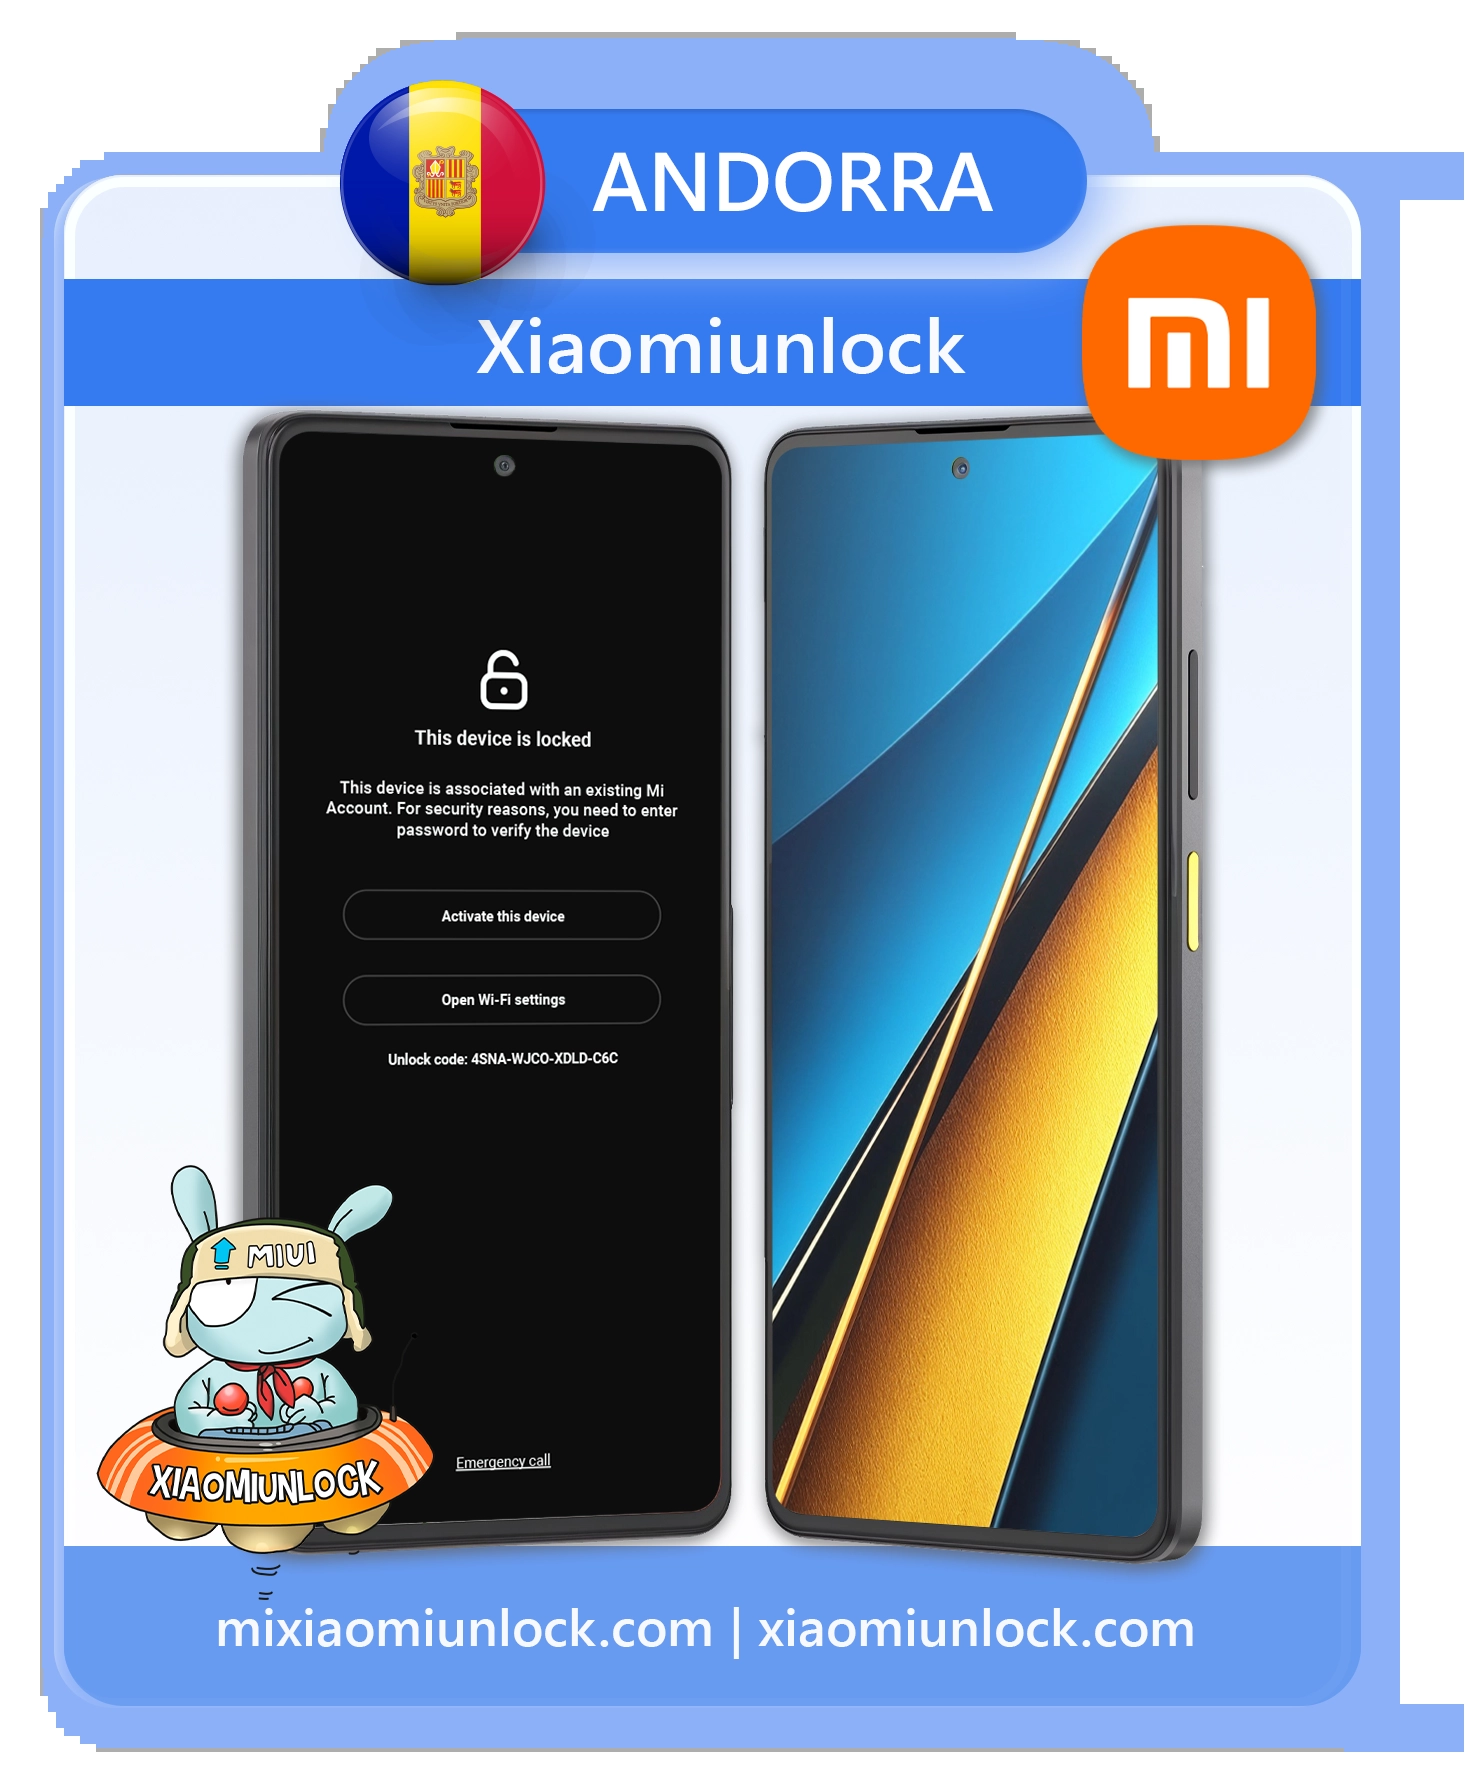 ANDORRA
Xiaomiunlock
mi
This device is locked
This device is associated with an existing Mi
Account. For security reasons, you need to enter
password to verify the device
Activate this device
Open Wi-Fi settings
Unlock code: 4SNA-WJCO-XDLD-C6C
MIUI
XIAOMIUNLOCK
Emergency call
mixiaomiunlock.com | xiaomiunlock.com